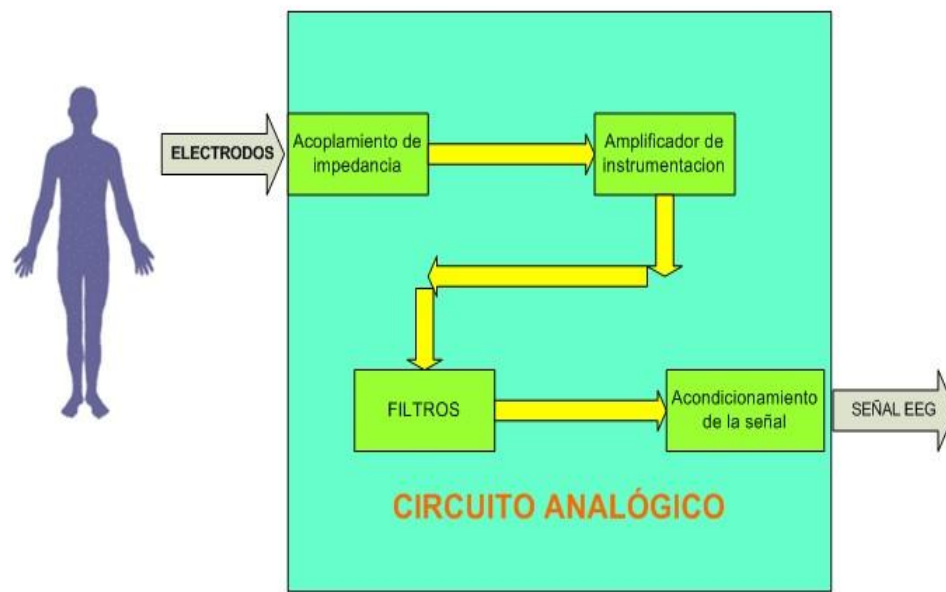 ELECTRODOS
Acoplamiento de
impedancia
Amplificador de
instrumentacion
FILTROS
Acondicionamiento
de la señal
SEÑAL EEG
CIRCUITO ANALÓGICO